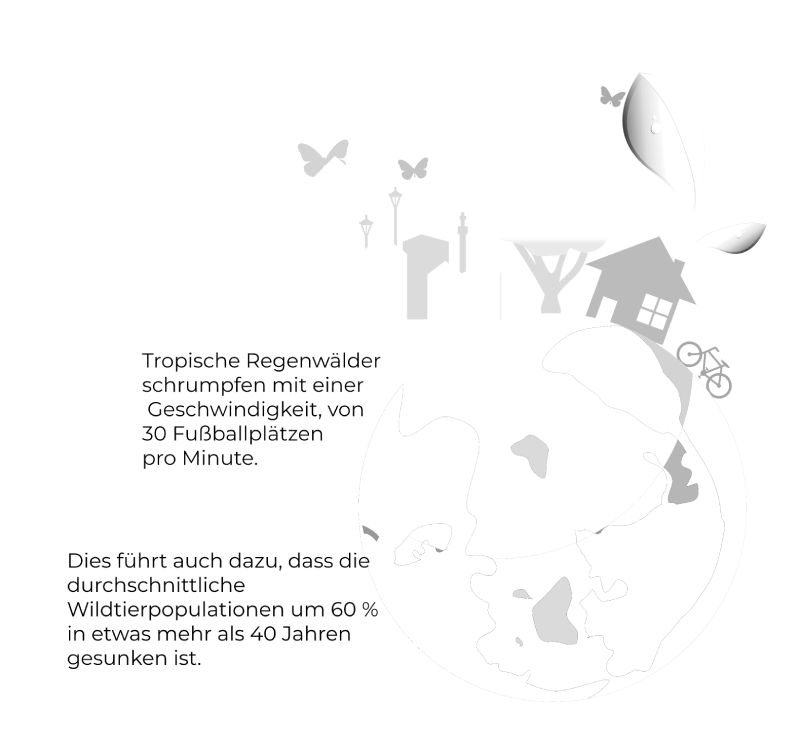 Tropische Regenwälder
schrumpfen mit einer
Geschwindigkeit, von
30 Fußballplätzen
pro Minute.
Dies führt auch dazu, dass die
durchschnittliche
Wildtierpopulationen um 60 %
in etwas mehr als 40 Jahren
gesunken ist.